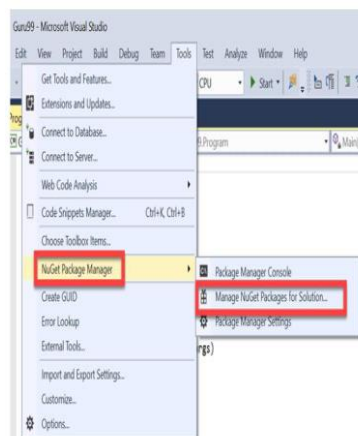 Guru99 - Microsoft Visual Studio
Edit View Project Build Debug Team Tools Test Analyze Window Help
Get Tools and Features...
CPU Start
Extensions and Updates...
Connect to Database...
9.Program
Connect to Server...
Web Code Analysis
Code Snippets Manager... Ctrl+K, Ctrl+B
Choose Toolbox Items...
NuGet Package Manager
Package Manager Console
Create GUID
Manage NuGet Packages for Solution...
Error Lookup
Package Manager Settings
External Tools...
rgs)
Import and Export Settings...
Customize...
Options...